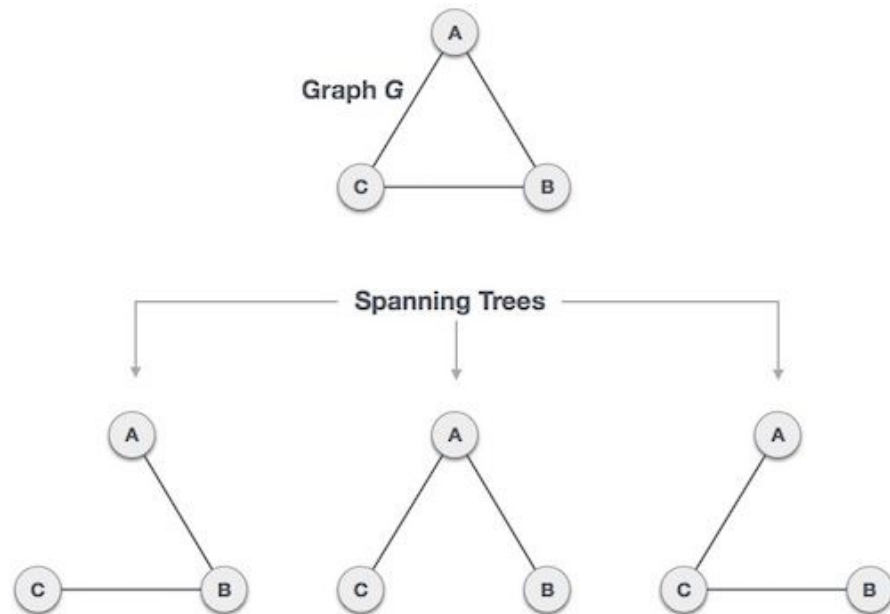 A
Graph G
C B
Spanning Trees
A A A
C B C B C B